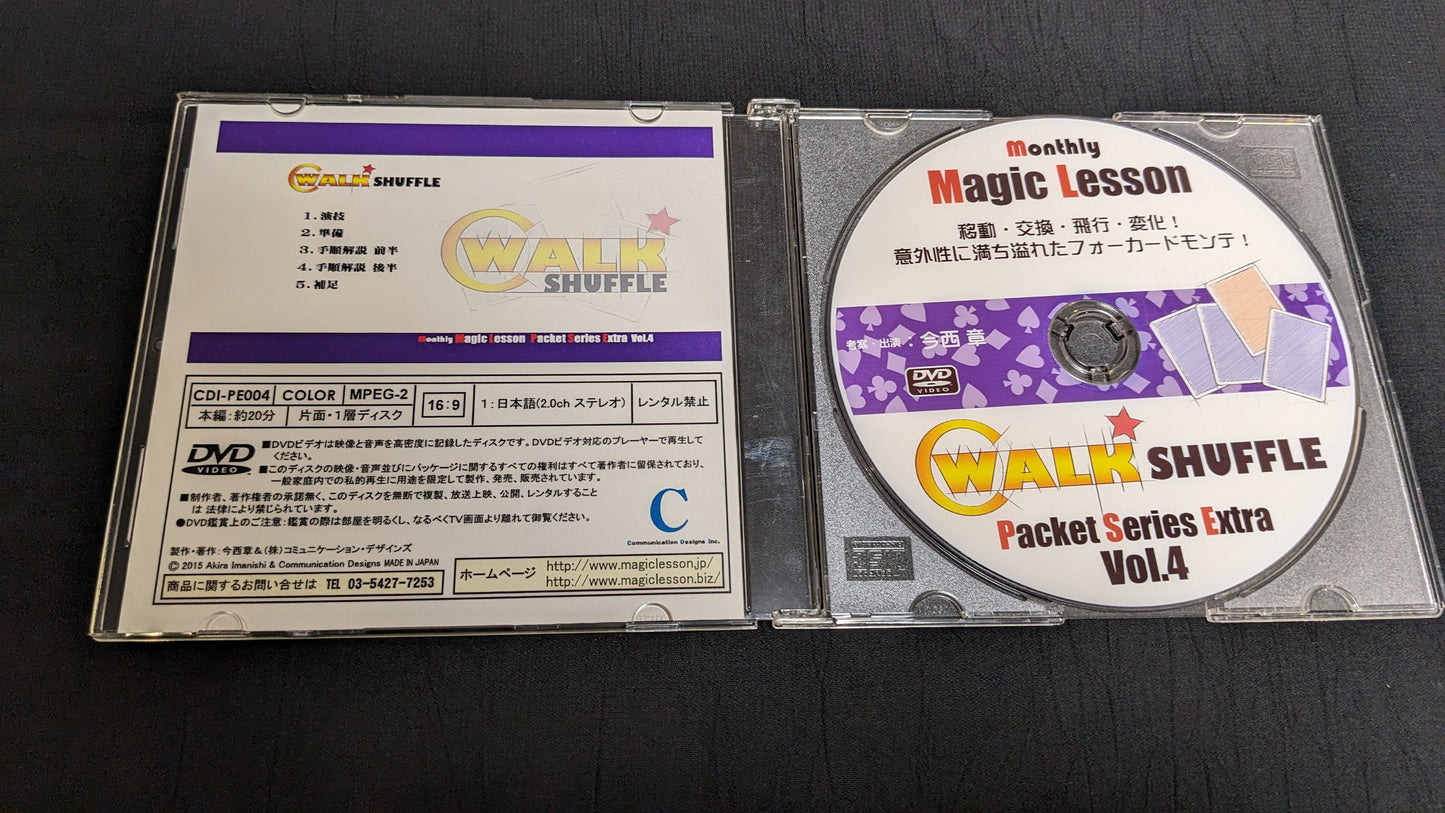 WALK SHUFFLE
1. 演技
2. 準備
3. 手順解説 前半
4. 手順解説 後半
5. 補足
WALK
SHUFFLE
Monthly Magic Lesson Packet Series Extra Vol.4
CDI-PE004 COLOR MPEG-2 16:9 1:日本語(2.0ch ステレオ) レンタル禁止
本編:約20分 片面・1層ディスク
DVD
VIDEO
■DVDビデオは映像と音声を高密度に記録したディスクです。DVDビデオ対応のプレーヤーで再生して
ください。
■このディスクの映像・音声並びにパッケージに関するすべての権利はすべて著作者に留保されており、
一般家庭内での私的再生に用途を限定して製作、発売、販売されています。
■制作者、著作権者の承諾無く、このディスクを無断で複製、放送上映、公開、レンタルすること
は 法律により禁じられています。
●DVD鑑賞上のご注意:鑑賞の際は部屋を明るくし、なるべくTV画面より離れて御覧ください。
C
Communication Designs Inc.
製作・著作:今西章&(株)コミュニケーション・デザインズ
© 2015 Akira Imanishi & Communication Designs MADE IN JAPAN
商品に関するお問い合せは TEL 03-5427-7253
ホームページ http://www.magiclesson.jp/
http://www.magiclesson.biz/
Monthly
Magic Lesson
移動・交換・飛行・変化!
意外性に満ち溢れたフォーカードモンテ!
考案・出演:今西 章
DVD
VIDEO
WALK SHUFFLE
Packet Series Extra
Vol.4